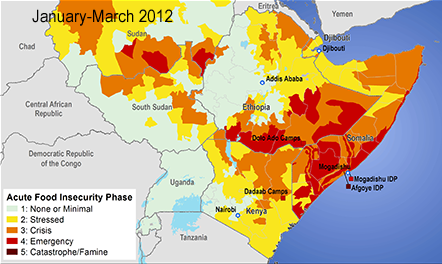 January-March 2012
Eritrea
Yemen
Sudan
Chad
Djibouti
Djibouti
Addis Ababa
Central African
Republic
South Sudan
Ethiopia
Dolo Ado Camps
Somalia
Democratic Republic
of the Congo
Mogadishu
Mogadishu IDP
Afgoye IDP
Uganda
Dadaab Camps
Nairobi
Kenya
Tanzania
Acute Food Insecurity Phase
1: None or Minimal
2: Stressed
3: Crisis
4: Emergency
5: Catastrophe/Famine